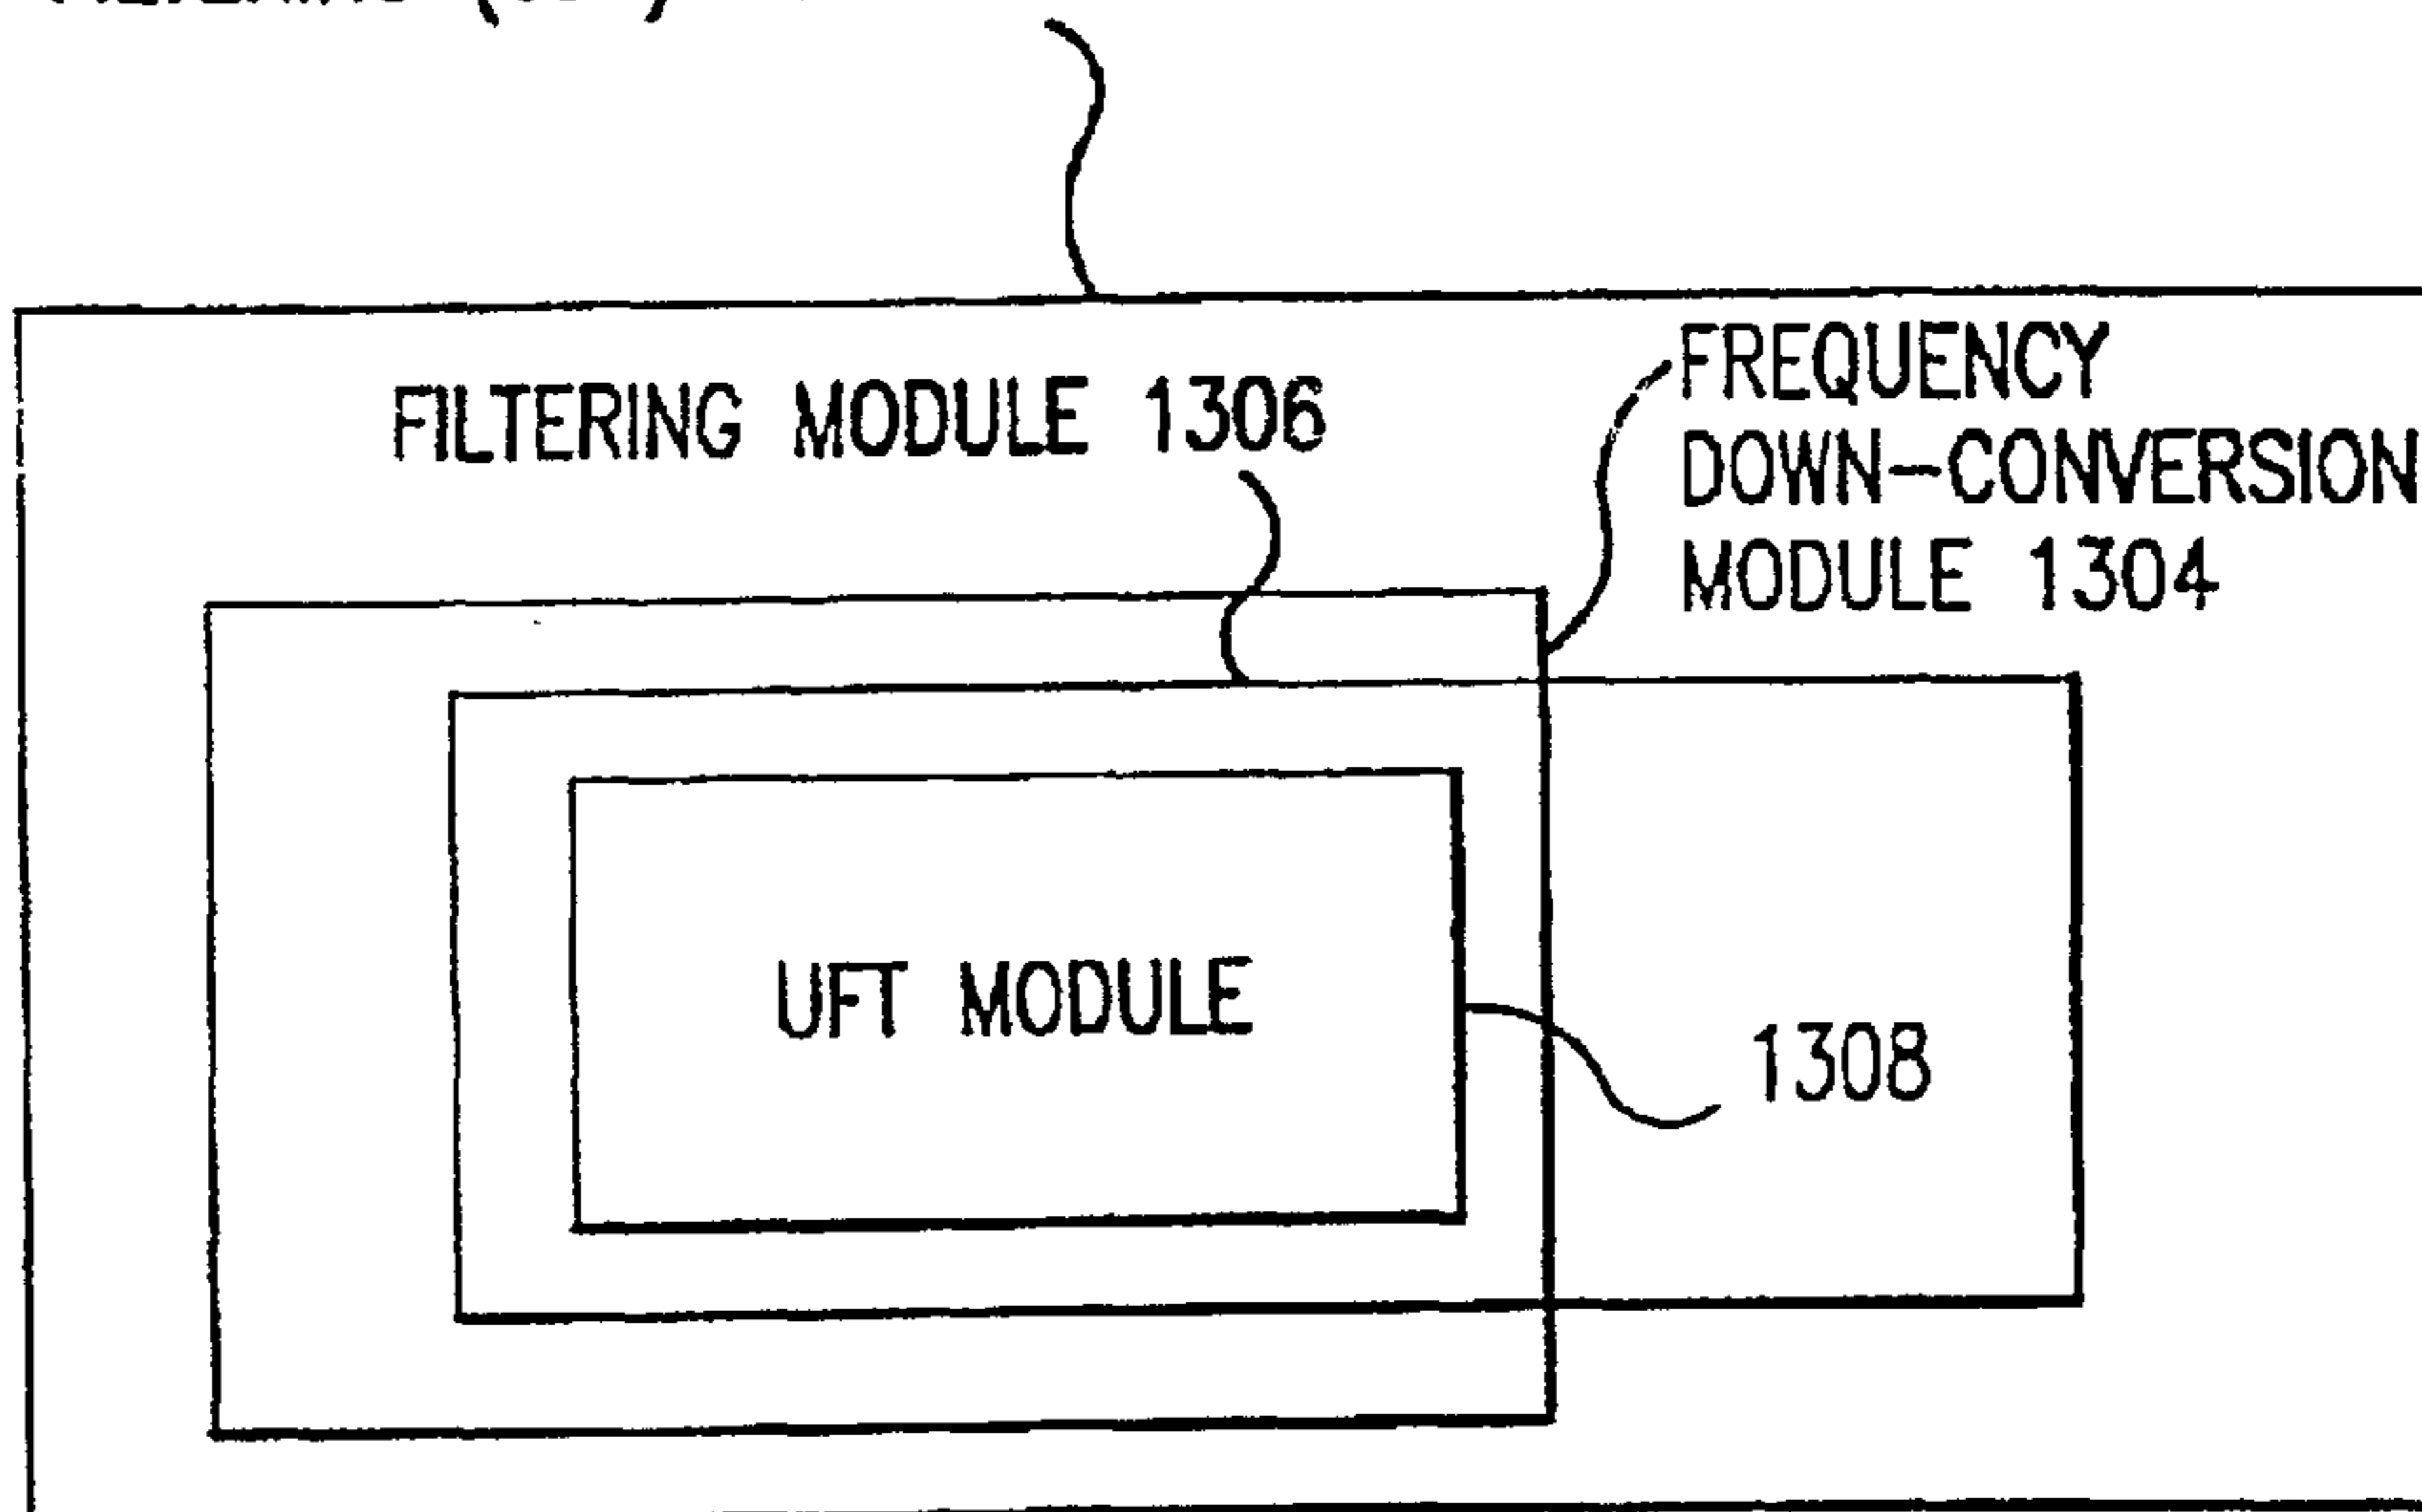 FILTERING MODULE 1306
FREQUENCY
DOWN-CONVERSION
MODULE 1304
UFT MODULE
1308